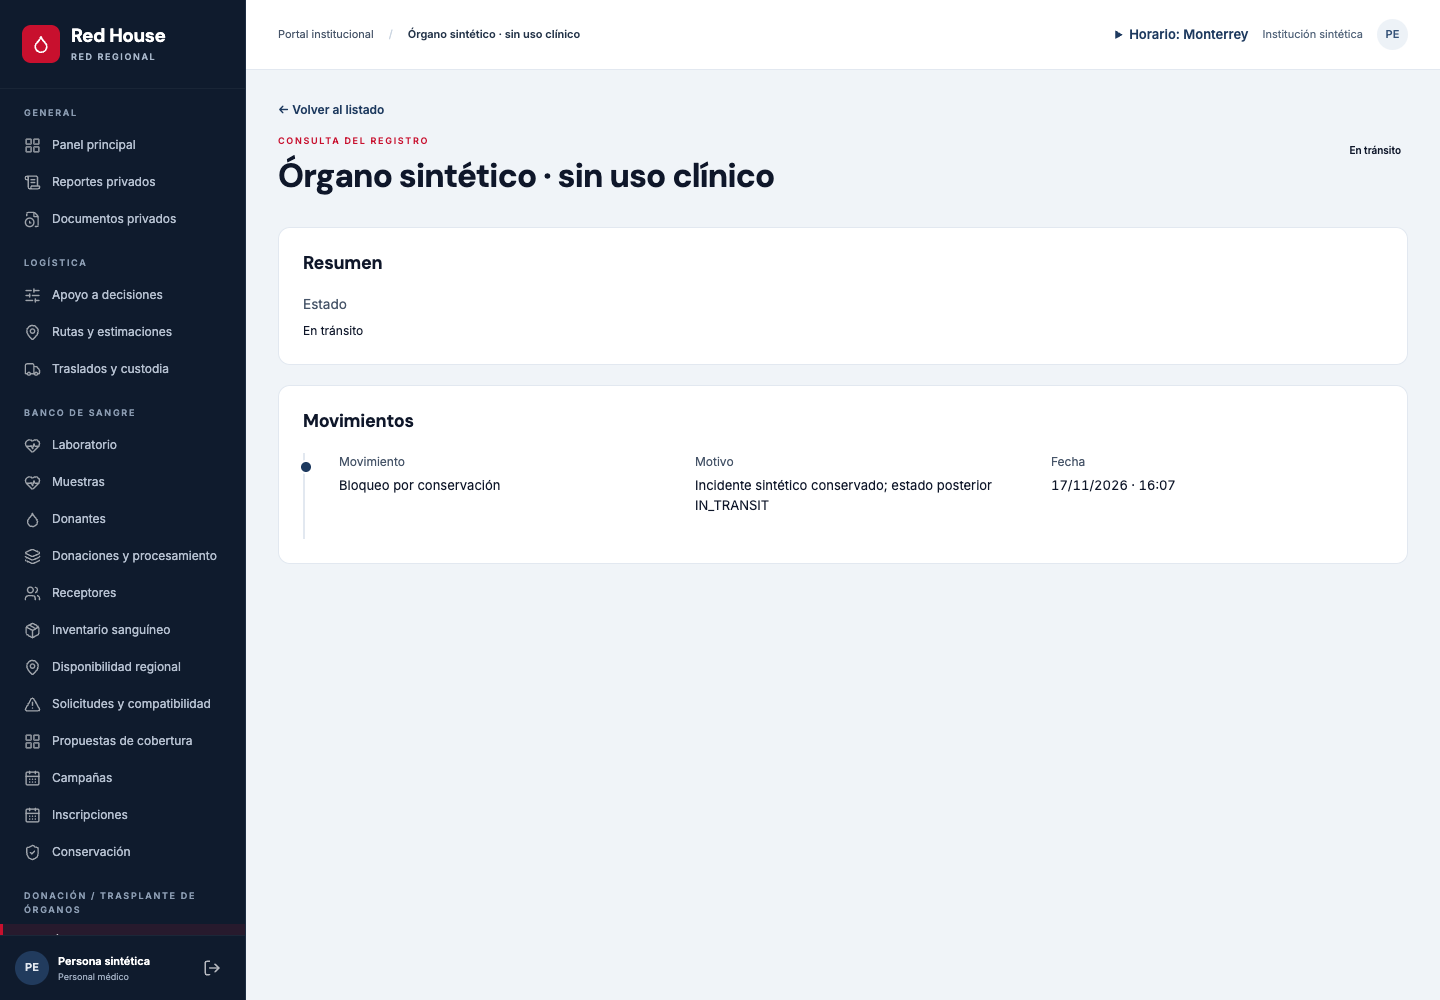 Red House
RED REGIONAL
GENERAL
Panel principal
Reportes privados
Documentos privados
LOGÍSTICA
Apoyo a decisiones
Rutas y estimaciones
Traslados y custodia
BANCO DE SANGRE
Laboratorio
Muestras
Donantes
Donaciones y procesamiento
Receptores
Inventario sanguíneo
Disponibilidad regional
Solicitudes y compatibilidad
Propuestas de cobertura
Campañas
Inscripciones
Conservación
DONACIÓN / TRASPLANTE DE
ÓRGANOS
PE
Persona sintética
Personal médico
Portal institucional / Órgano sintético · sin uso clínico
▶ Horario: Monterrey
Institución sintética
PE
← Volver al listado
CONSULTA DEL REGISTRO
Órgano sintético · sin uso clínico
En tránsito
Resumen
Estado
En tránsito
Movimientos
Movimiento
Bloqueo por conservación
Motivo
Incidente sintético conservado; estado posterior
IN_TRANSIT
Fecha
17/11/2026 · 16:07